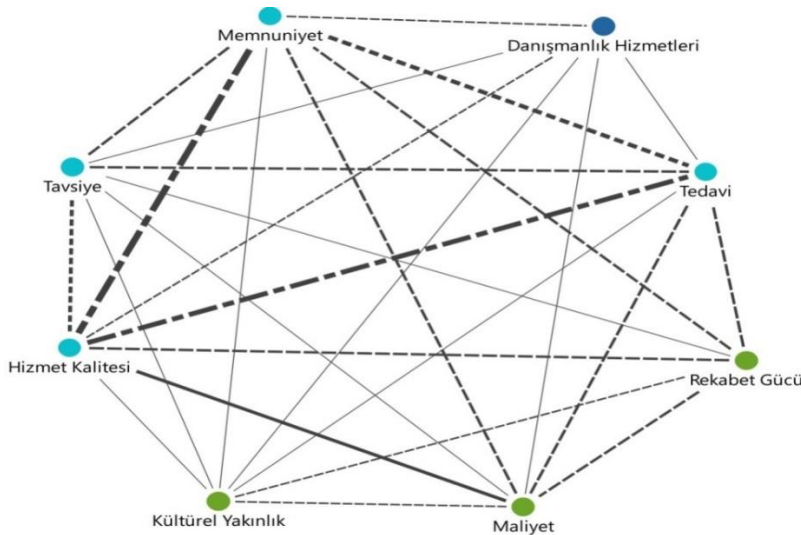 Memnuniyet
Danışmanlık Hizmetleri
Tavsiye
Tedavi
Hizmet Kalitesi
Rekabet Gücü
Kültürel Yakınlık
Maliyet